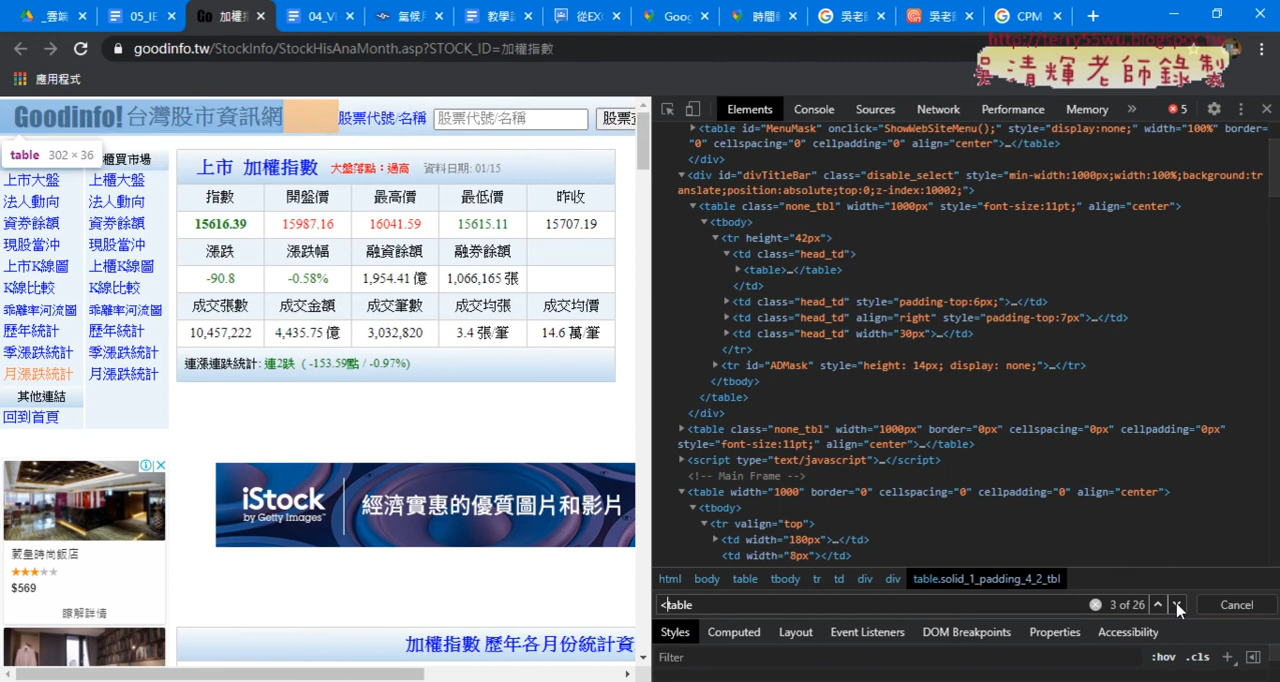 _雲端
05_IE
Go 加權指
04_VB
氣候月
教學計
從EXC
Goog
時間軸
吳老師
吳老師
CPM
goodinfo.tw/StockInfo/StockHisAnaMonth.asp?STOCK_ID=加權指數
http://terry55wu.blogspot.tw
吳清輝老師錄製
應用程式
Goodinfo!台灣股市資訊網
股票代號/名稱
股票代號/名稱
股票查
table 302 × 36
櫃買市場
上市大盤 上櫃大盤
法人動向 法人動向
資券餘額 資券餘額
現股當沖 現股當沖
上市K線圖 上櫃K線圖
K線比較 K線比較
乖離率河流圖 乖離率河流圖
歷年統計 歷年統計
季漲跌統計 季漲跌統計
月漲跌統計 月漲跌統計
其他連結
回到首頁
上市 加權指數 大盤落點：過高 資料日期: 01/15
指數 開盤價 最高價 最低價 昨收
15616.39 15987.16 16041.59 15615.11 15707.19
漲跌 漲跌幅 融資餘額 融券餘額
-90.8 -0.58% 1,954.41 億 1,066,165 張
成交張數 成交金額 成交筆數 成交均張 成交均價
10,457,222 4,435.75 億 3,032,820 3.4 張/筆 14.6 萬/筆
連漲連跌統計: 連2跌 ( -153.59點 / -0.97%)
iStock
by Getty Images™
經濟實惠的優質圖片和影片
葳皇時尚飯店
$569
瞭解詳情
加權指數 歷年各月份統計資
Elements Console Sources Network Performance Memory » 5
<table id="MenuMask" onclick="ShowWebSiteMenu();" style="display:none;" width="100%" border=
"0" cellspacing="0" cellpadding="0" align="center">…</table>
</div>
<div id="divTitleBar" class="disable_select" style="min-width:1000px;width:100%;background:tr
anslate;position:absolute;top:0;z-index:10002;">
<table class="none_tbl" width="1000px" style="font-size:11pt;" align="center">
<tbody>
<tr height="42px">
<td class="head_td">
<table>…</table>
</td>
<td class="head_td" style="padding-top:6px;">…</td>
<td class="head_td" align="right" style="padding-top:7px">…</td>
<td class="head_td" width="30px">…</td>
</tr>
<tr id="ADMask" style="height: 14px; display: none;">…</tr>
</tbody>
</table>
</div>
<table class="none_tbl" width="1000px" border="0px" cellspacing="0px" cellpadding="0px"
style="font-size:11pt;" align="center">…</table>
<script type="text/javascript">…</script>
<!-- Main Frame -->
<table width="1000" border="0" cellspacing="0" cellpadding="0" align="center">
<tbody>
<tr valign="top">
<td width="180px">…</td>
<td width="8px"></td>
html body table tbody tr td div div table.solid_1_padding_4_2_tbl
<table
3 of 26
Cancel
Styles Computed Layout Event Listeners DOM Breakpoints Properties Accessibility
Filter
:hov .cls